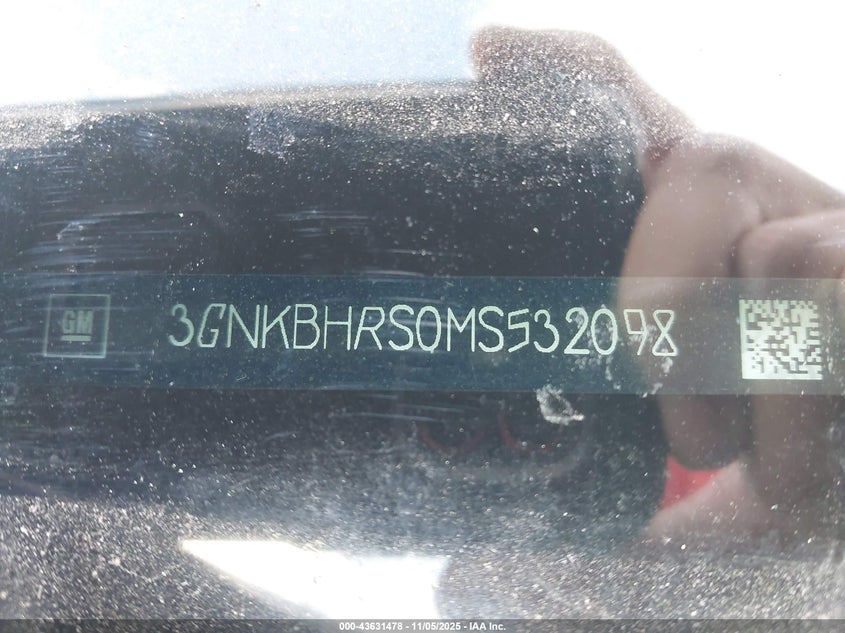 GM 3GNKBHRS0MS532098
000-43631478 | 11/05/2025 | IAA Inc.